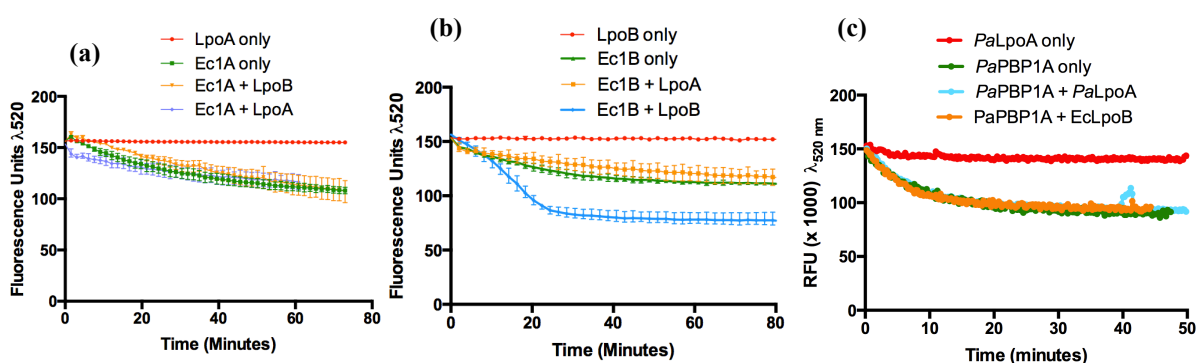 (a)
LpoA only
Ec1A only
Ec1A + LpoB
Ec1A + LpoA
Fluorescence Units λ520
200
150
100
50
0
0 20 40 60 80
Time (Minutes)
(b)
LpoB only
Ec1B only
Ec1B + LpoA
Ec1B + LpoB
Fluorescence Units λ520
200
150
100
50
0
0 20 40 60 80
Time (Minutes)
(c)
PaLpoA only
PaPBP1A only
PaPBP1A + PaLpoA
PaPBP1A + EcLpoB
RFU (x 1000) λ-520 nm
200
150
100
50
0
0 10 20 30 40 50
Time (minutes)